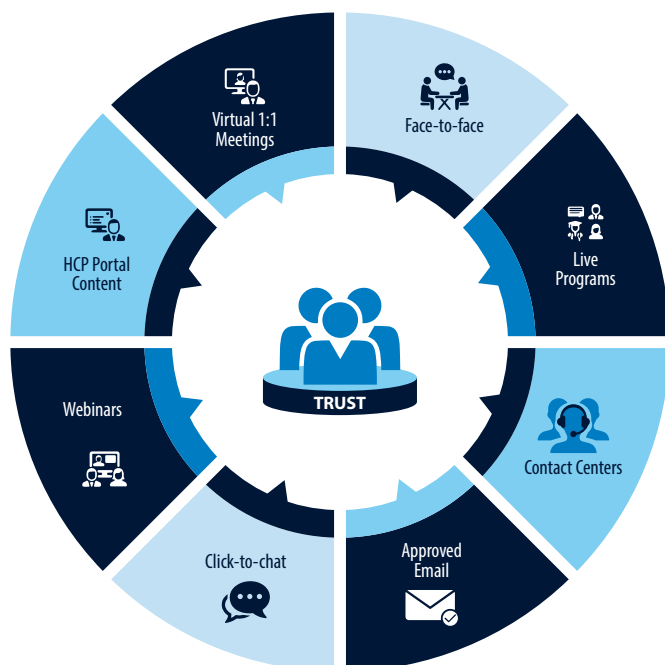 Virtual 1:1
Meetings
Face-to-face
Live
Programs
HCP Portal
Content
TRUST
Webinars
Contact Centers
Click-to-chat
Approved
Email